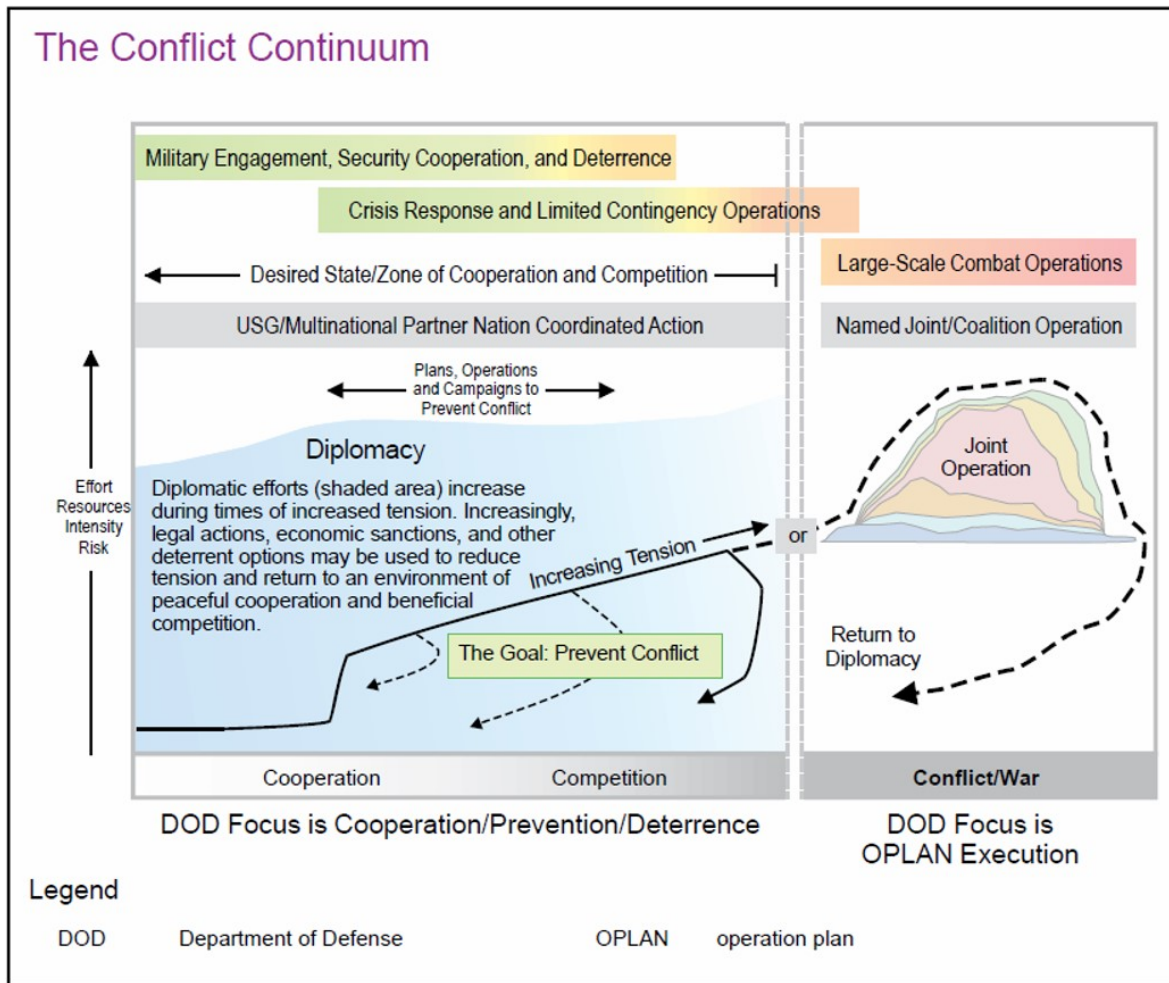 The Conflict Continuum
Military Engagement, Security Cooperation, and Deterrence
Crisis Response and Limited Contingency Operations
Desired State/Zone of Cooperation and Competition
Large-Scale Combat Operations
USG/Multinational Partner Nation Coordinated Action
Named Joint/Coalition Operation
Plans, Operations
and Campaigns to
Prevent Conflict
Effort
Resources
Intensity
Risk
Diplomacy
Diplomatic efforts (shaded area) increase
during times of increased tension. Increasingly,
legal actions, economic sanctions, and other
deterrent options may be used to reduce
tension and return to an environment of
peaceful cooperation and beneficial
competition.
Increasing Tension
or
The Goal: Prevent Conflict
Joint
Operation
Return to
Diplomacy
Cooperation
Competition
Conflict/War
DOD Focus is Cooperation/Prevention/Deterrence
DOD Focus is
OPLAN Execution
Legend
DOD Department of Defense
OPLAN operation plan